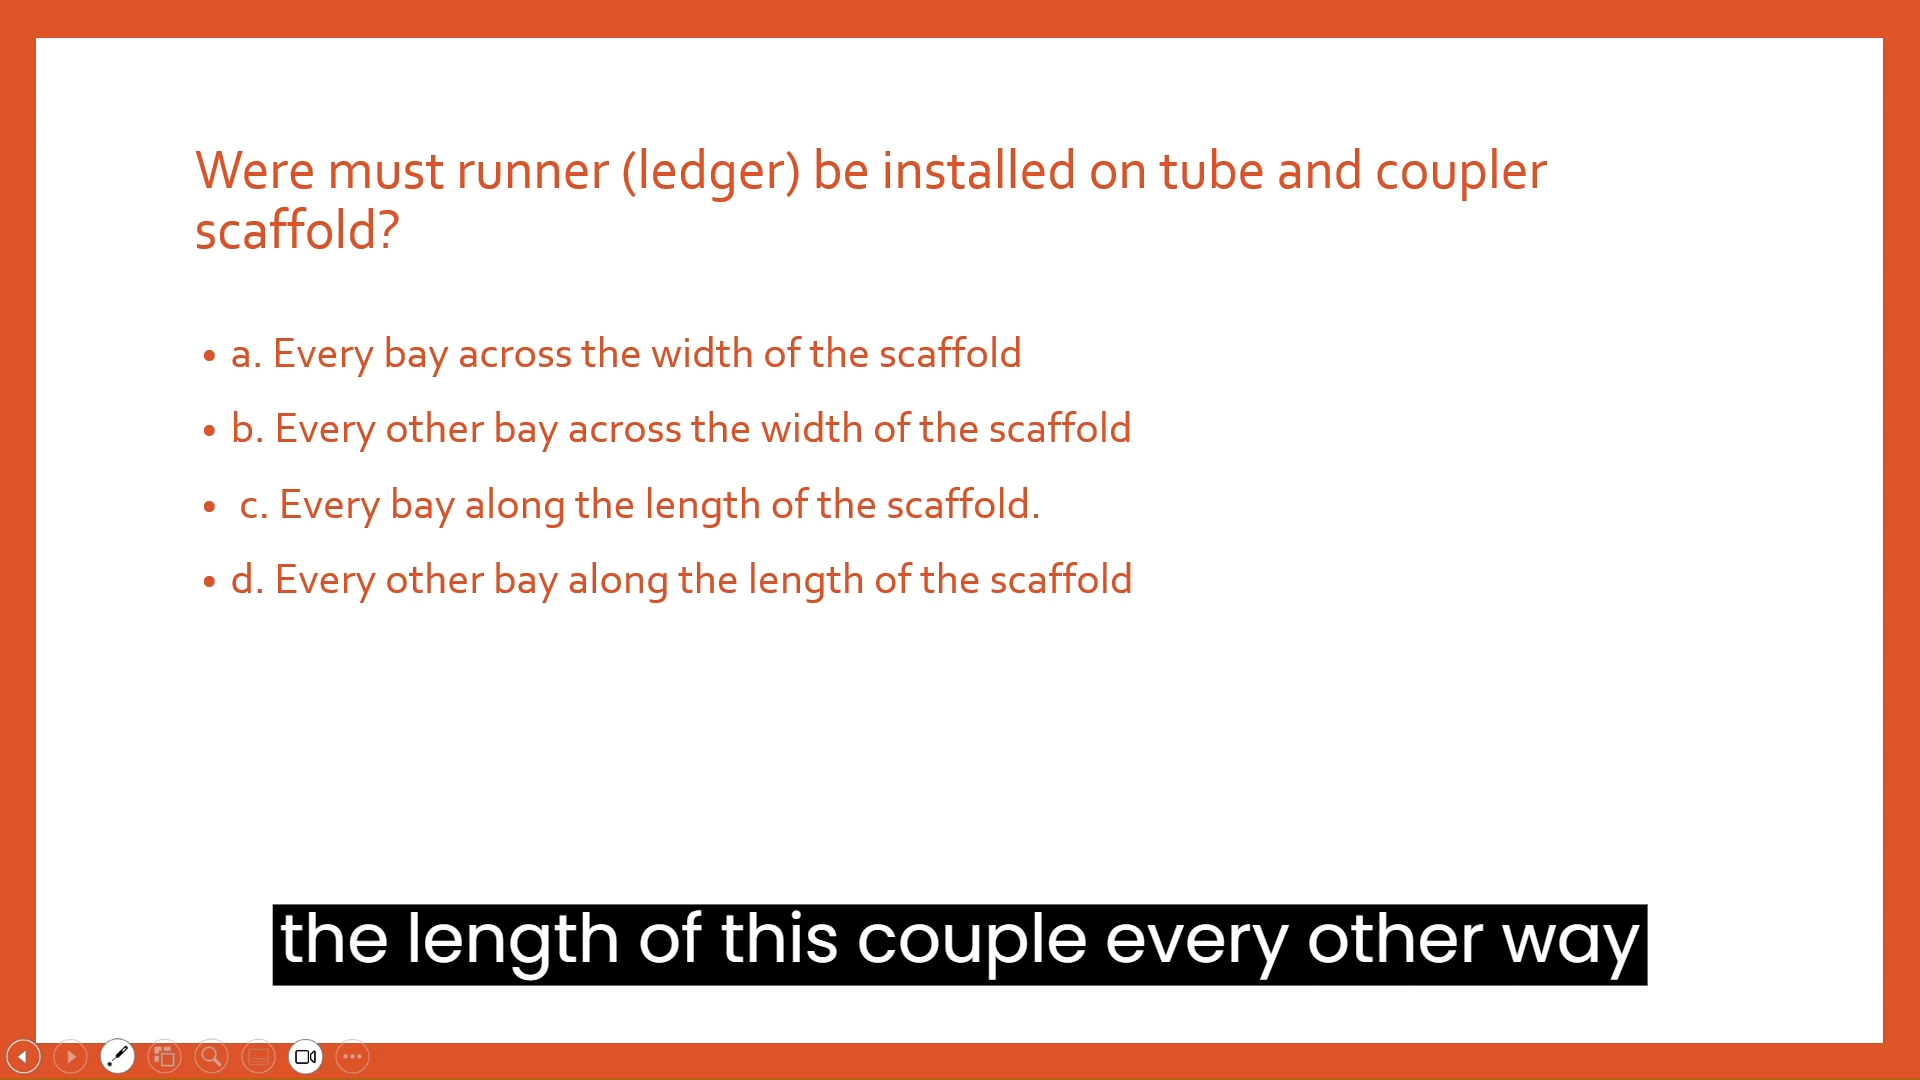 Were must runner (ledger) be installed on tube and coupler
scaffold?
• a. Every bay across the width of the scaffold
• b. Every other bay across the width of the scaffold
• c. Every bay along the length of the scaffold.
• d. Every other bay along the length of the scaffold
the length of this couple every other way